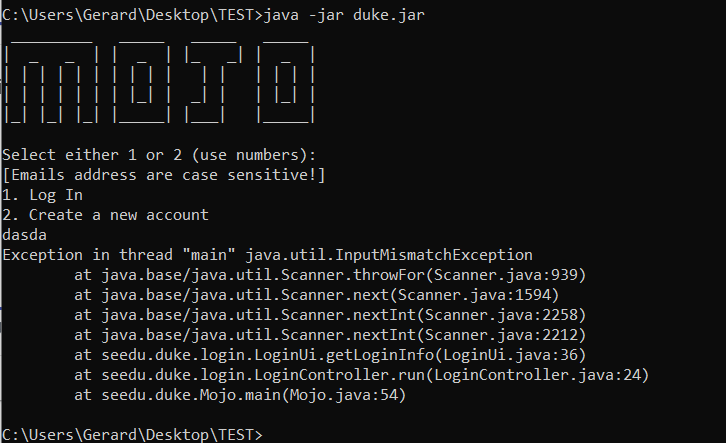 C:\Users\Gerard\Desktop\TEST>java -jar duke.jar
MOJO
Select either 1 or 2 (use numbers):
[Emails address are case sensitive!]
1. Log In
2. Create a new account
dasda
Exception in thread "main" java.util.InputMismatchException
at java.base/java.util.Scanner.throwFor(Scanner.java:939)
at java.base/java.util.Scanner.next(Scanner.java:1594)
at java.base/java.util.Scanner.nextInt(Scanner.java:2258)
at java.base/java.util.Scanner.nextInt(Scanner.java:2212)
at seedu.duke.login.LoginUi.getLoginInfo(LoginUi.java:36)
at seedu.duke.login.LoginController.run(LoginController.java:24)
at seedu.duke.Mojo.main(Mojo.java:54)
C:\Users\Gerard\Desktop\TEST>